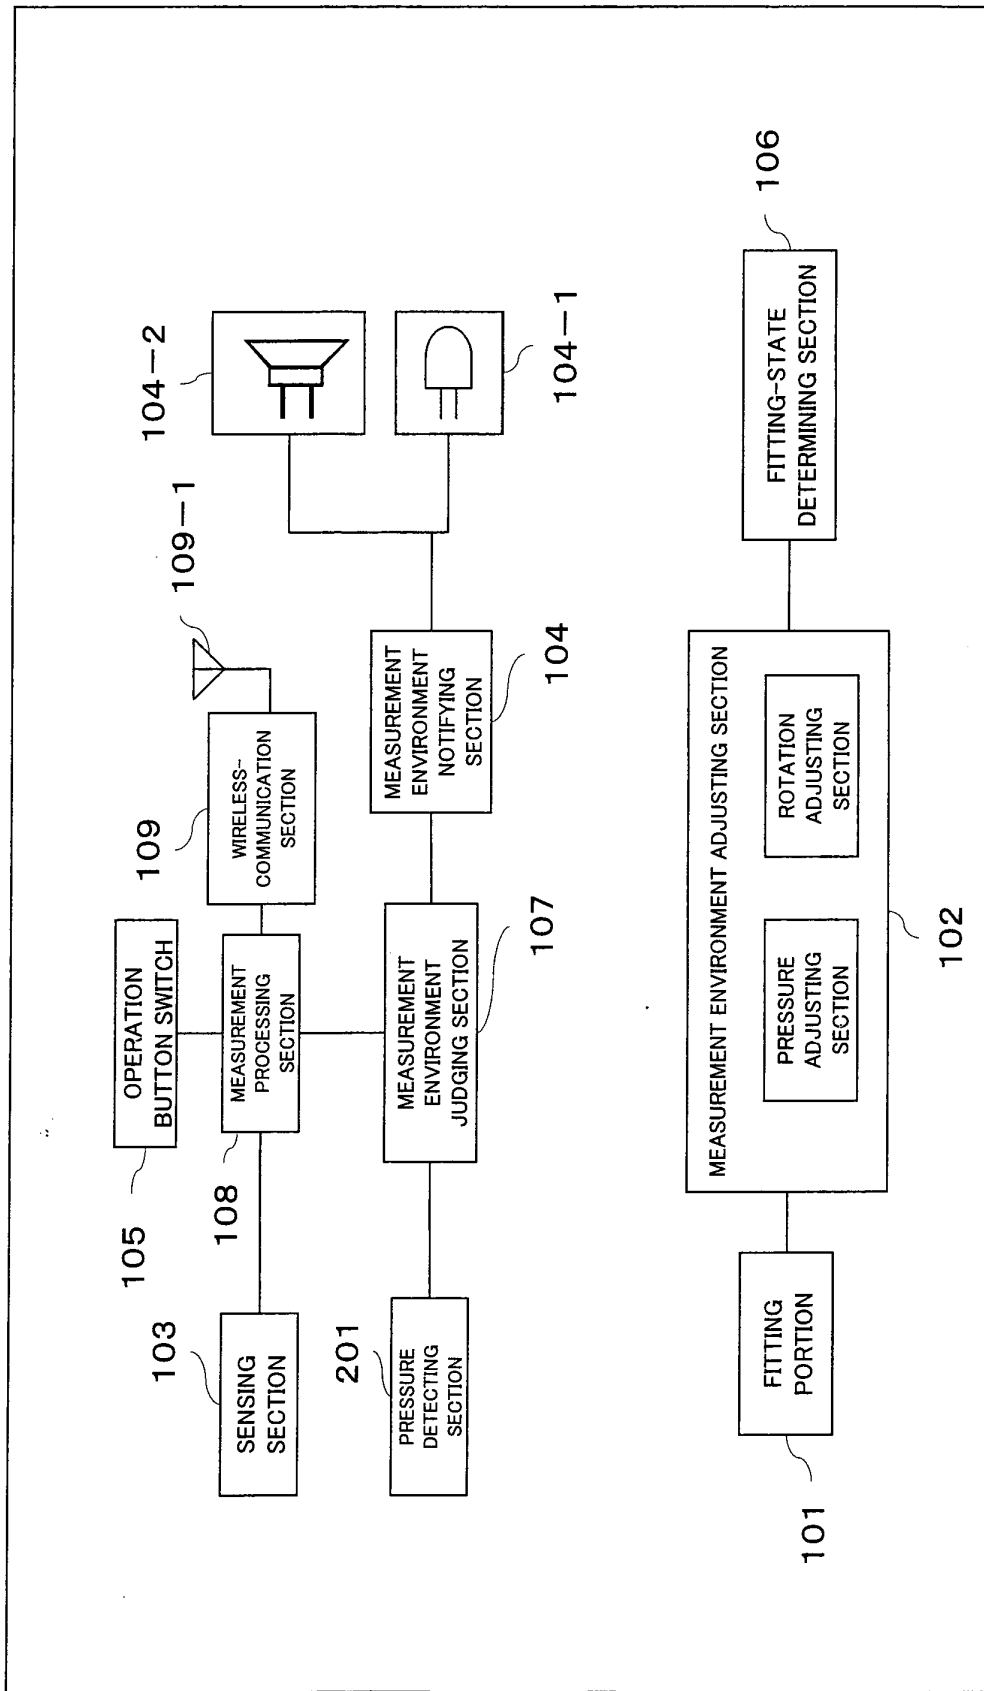 105
OPERATION
BUTTON SWITCH
109
109-1
104-2
103
SENSING
SECTION
108
MEASUREMENT
PROCESSING
SECTION
WIRELESS-
COMMUNICATION
SECTION
201
PRESSURE
DETECTING
SECTION
MEASUREMENT
ENVIRONMENT
JUDGING SECTION
107
MEASUREMENT
ENVIRONMENT
NOTIFYING
SECTION
104
104-1
101
FITTING
PORTION
MEASUREMENT ENVIRONMENT ADJUSTING SECTION
PRESSURE
ADJUSTING
SECTION
ROTATION
ADJUSTING
SECTION
102
FITTING-STATE
DETERMINING SECTION
106